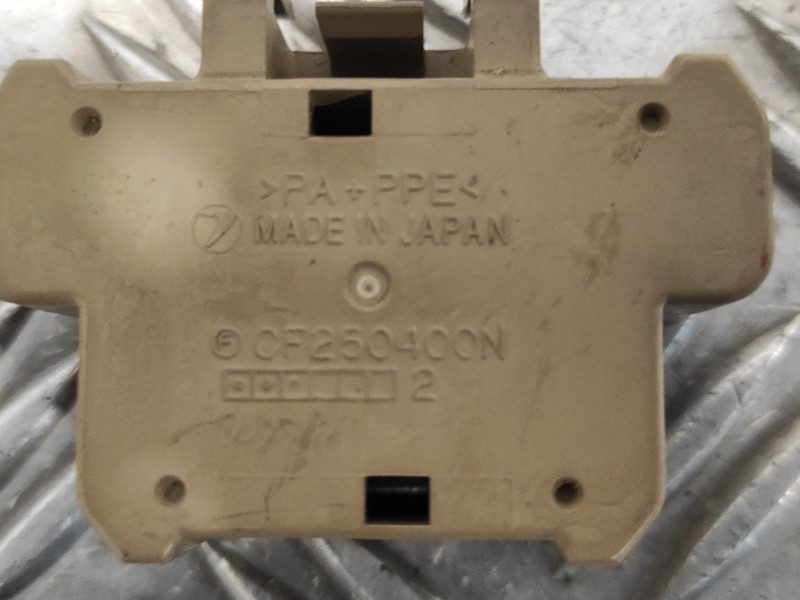 >PA+PPE<
MADE IN JAPAN
F CF250400N
2